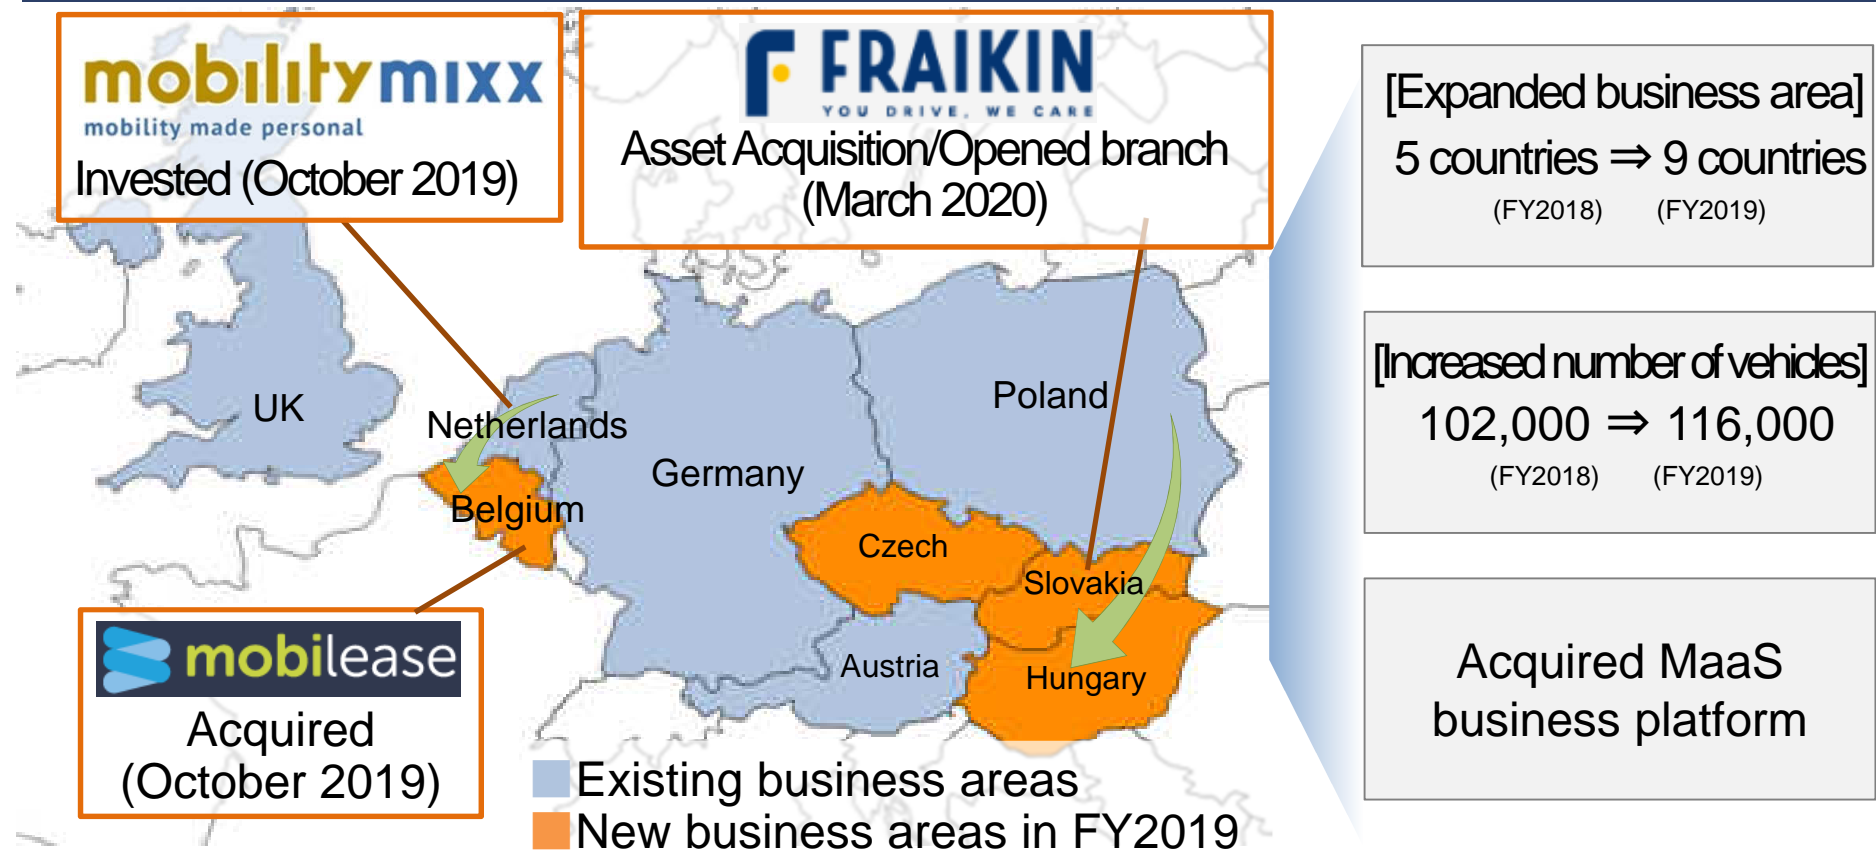 mobilitymixx
mobility made personal
Invested (October 2019)
FRAIKIN
YOU DRIVE, WE CARE
Asset Acquisition/Opened branch
(March 2020)
[Expanded business area]
5 countries ⇒ 9 countries
(FY2018) (FY2019)
[Increased number of vehicles]
102,000 ⇒ 116,000
(FY2018) (FY2019)
Acquired MaaS
business platform
UK
Netherlands
Belgium
Germany
Poland
Czech
Slovakia
Austria
Hungary
mobilease
Acquired
(October 2019)
Existing business areas
New business areas in FY2019